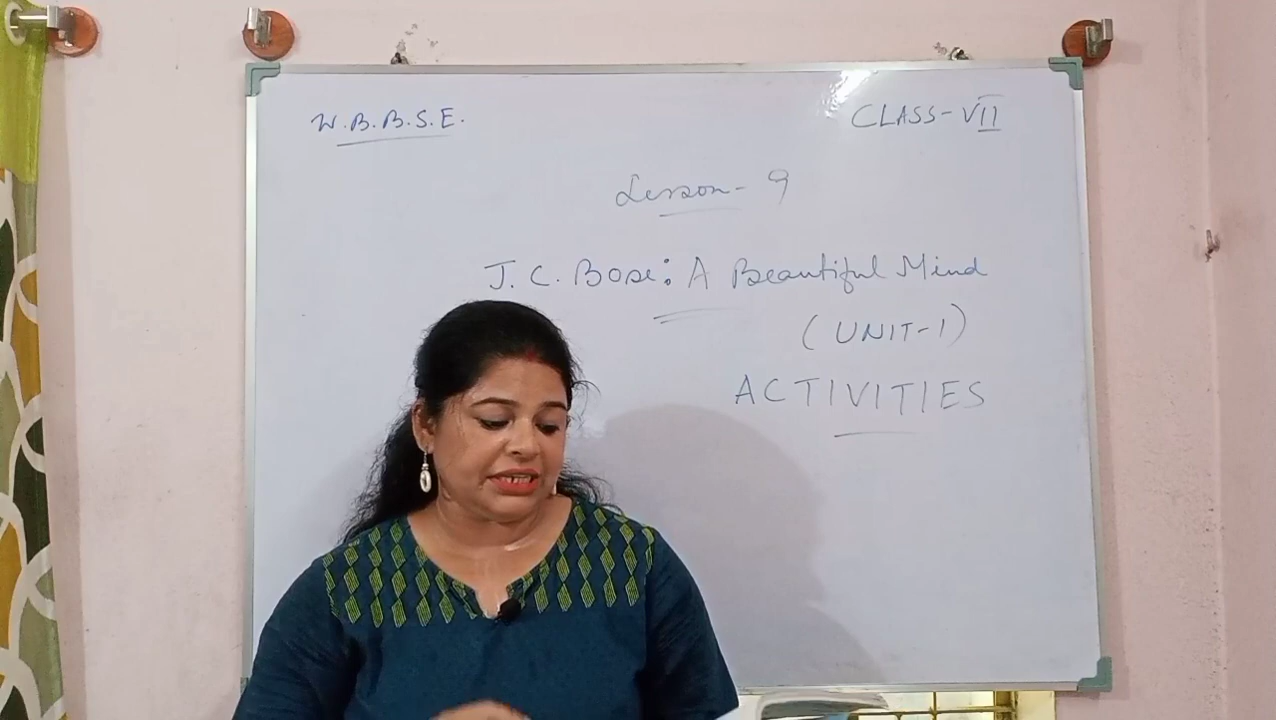 W.B.B.S.E.
CLASS-VII
Lesson-9
J. C. Bose: A Beautiful Mind
(UNIT-1)
ACTIVITIES